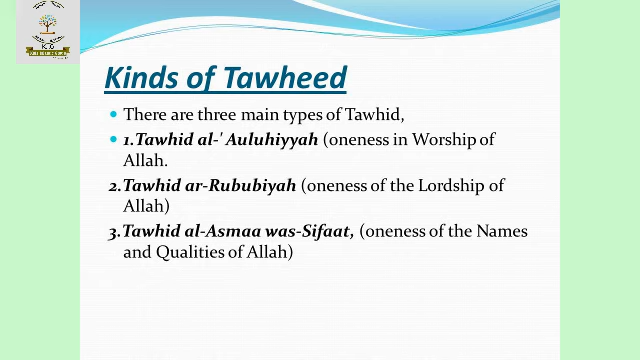 K.G
Kinds of Tawheed
There are three main types of Tawhid,
1.Tawhid al-' Auluhiyyah (oneness in Worship of
Allah.
2.Tawhid ar-Rububiyah (oneness of the Lordship of
Allah)
3.Tawhid al-Asmaa was-Sifaat, (oneness of the Names
and Qualities of Allah)